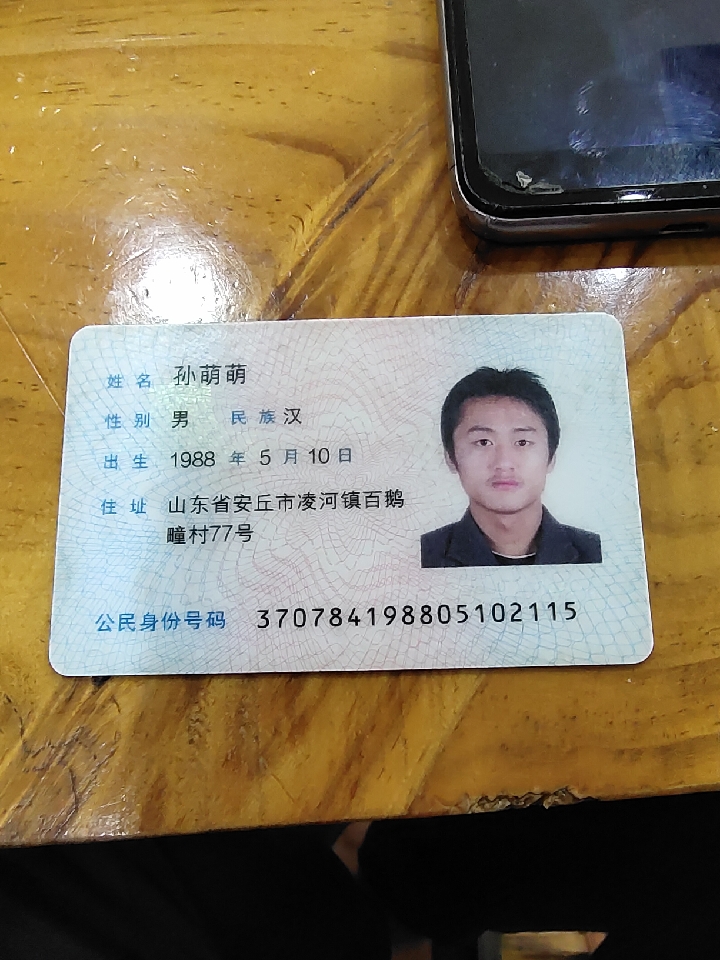 姓名 孙萌萌
性别 男 民族 汉
出生 1988 年 5 月 10 日
住址 山东省安丘市凌河镇百鹅
疃村77号
公民身份号码 370784198805102115